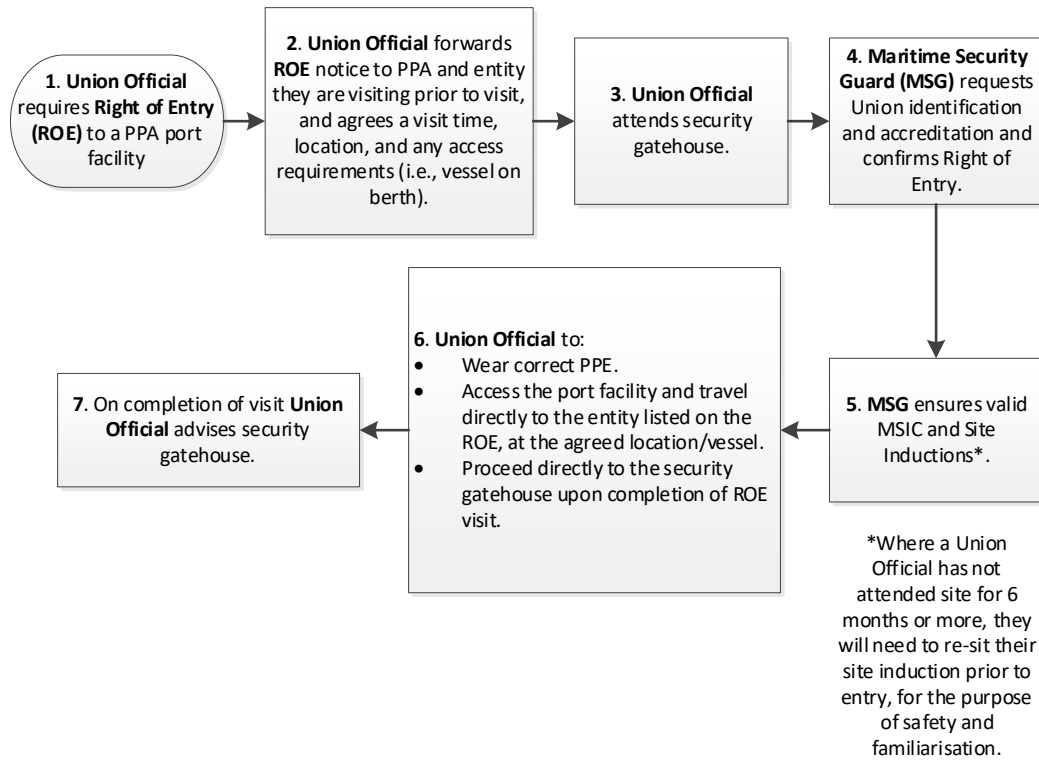 1. Union Official
requires Right of Entry
(ROE) to a PPA port
facility
2. Union Official forwards
ROE notice to PPA and entity
they are visiting prior to visit,
and agrees a visit time,
location, and any access
requirements (i.e., vessel on
berth).
3. Union Official
attends security
gatehouse.
4. Maritime Security
Guard (MSG) requests
Union identification
and accreditation and
confirms Right of
Entry.
5. MSG ensures valid
MSIC and Site
Inductions*.
*Where a Union
Official has not
attended site for 6
months or more, they
will need to re-sit their
site induction prior to
entry, for the purpose
of safety and
familiarisation.
6. Union Official to:
• Wear correct PPE.
• Access the port facility and travel
directly to the entity listed on the
ROE, at the agreed location/vessel.
• Proceed directly to the security
gatehouse upon completion of ROE
visit.
7. On completion of visit Union
Official advises security
gatehouse.